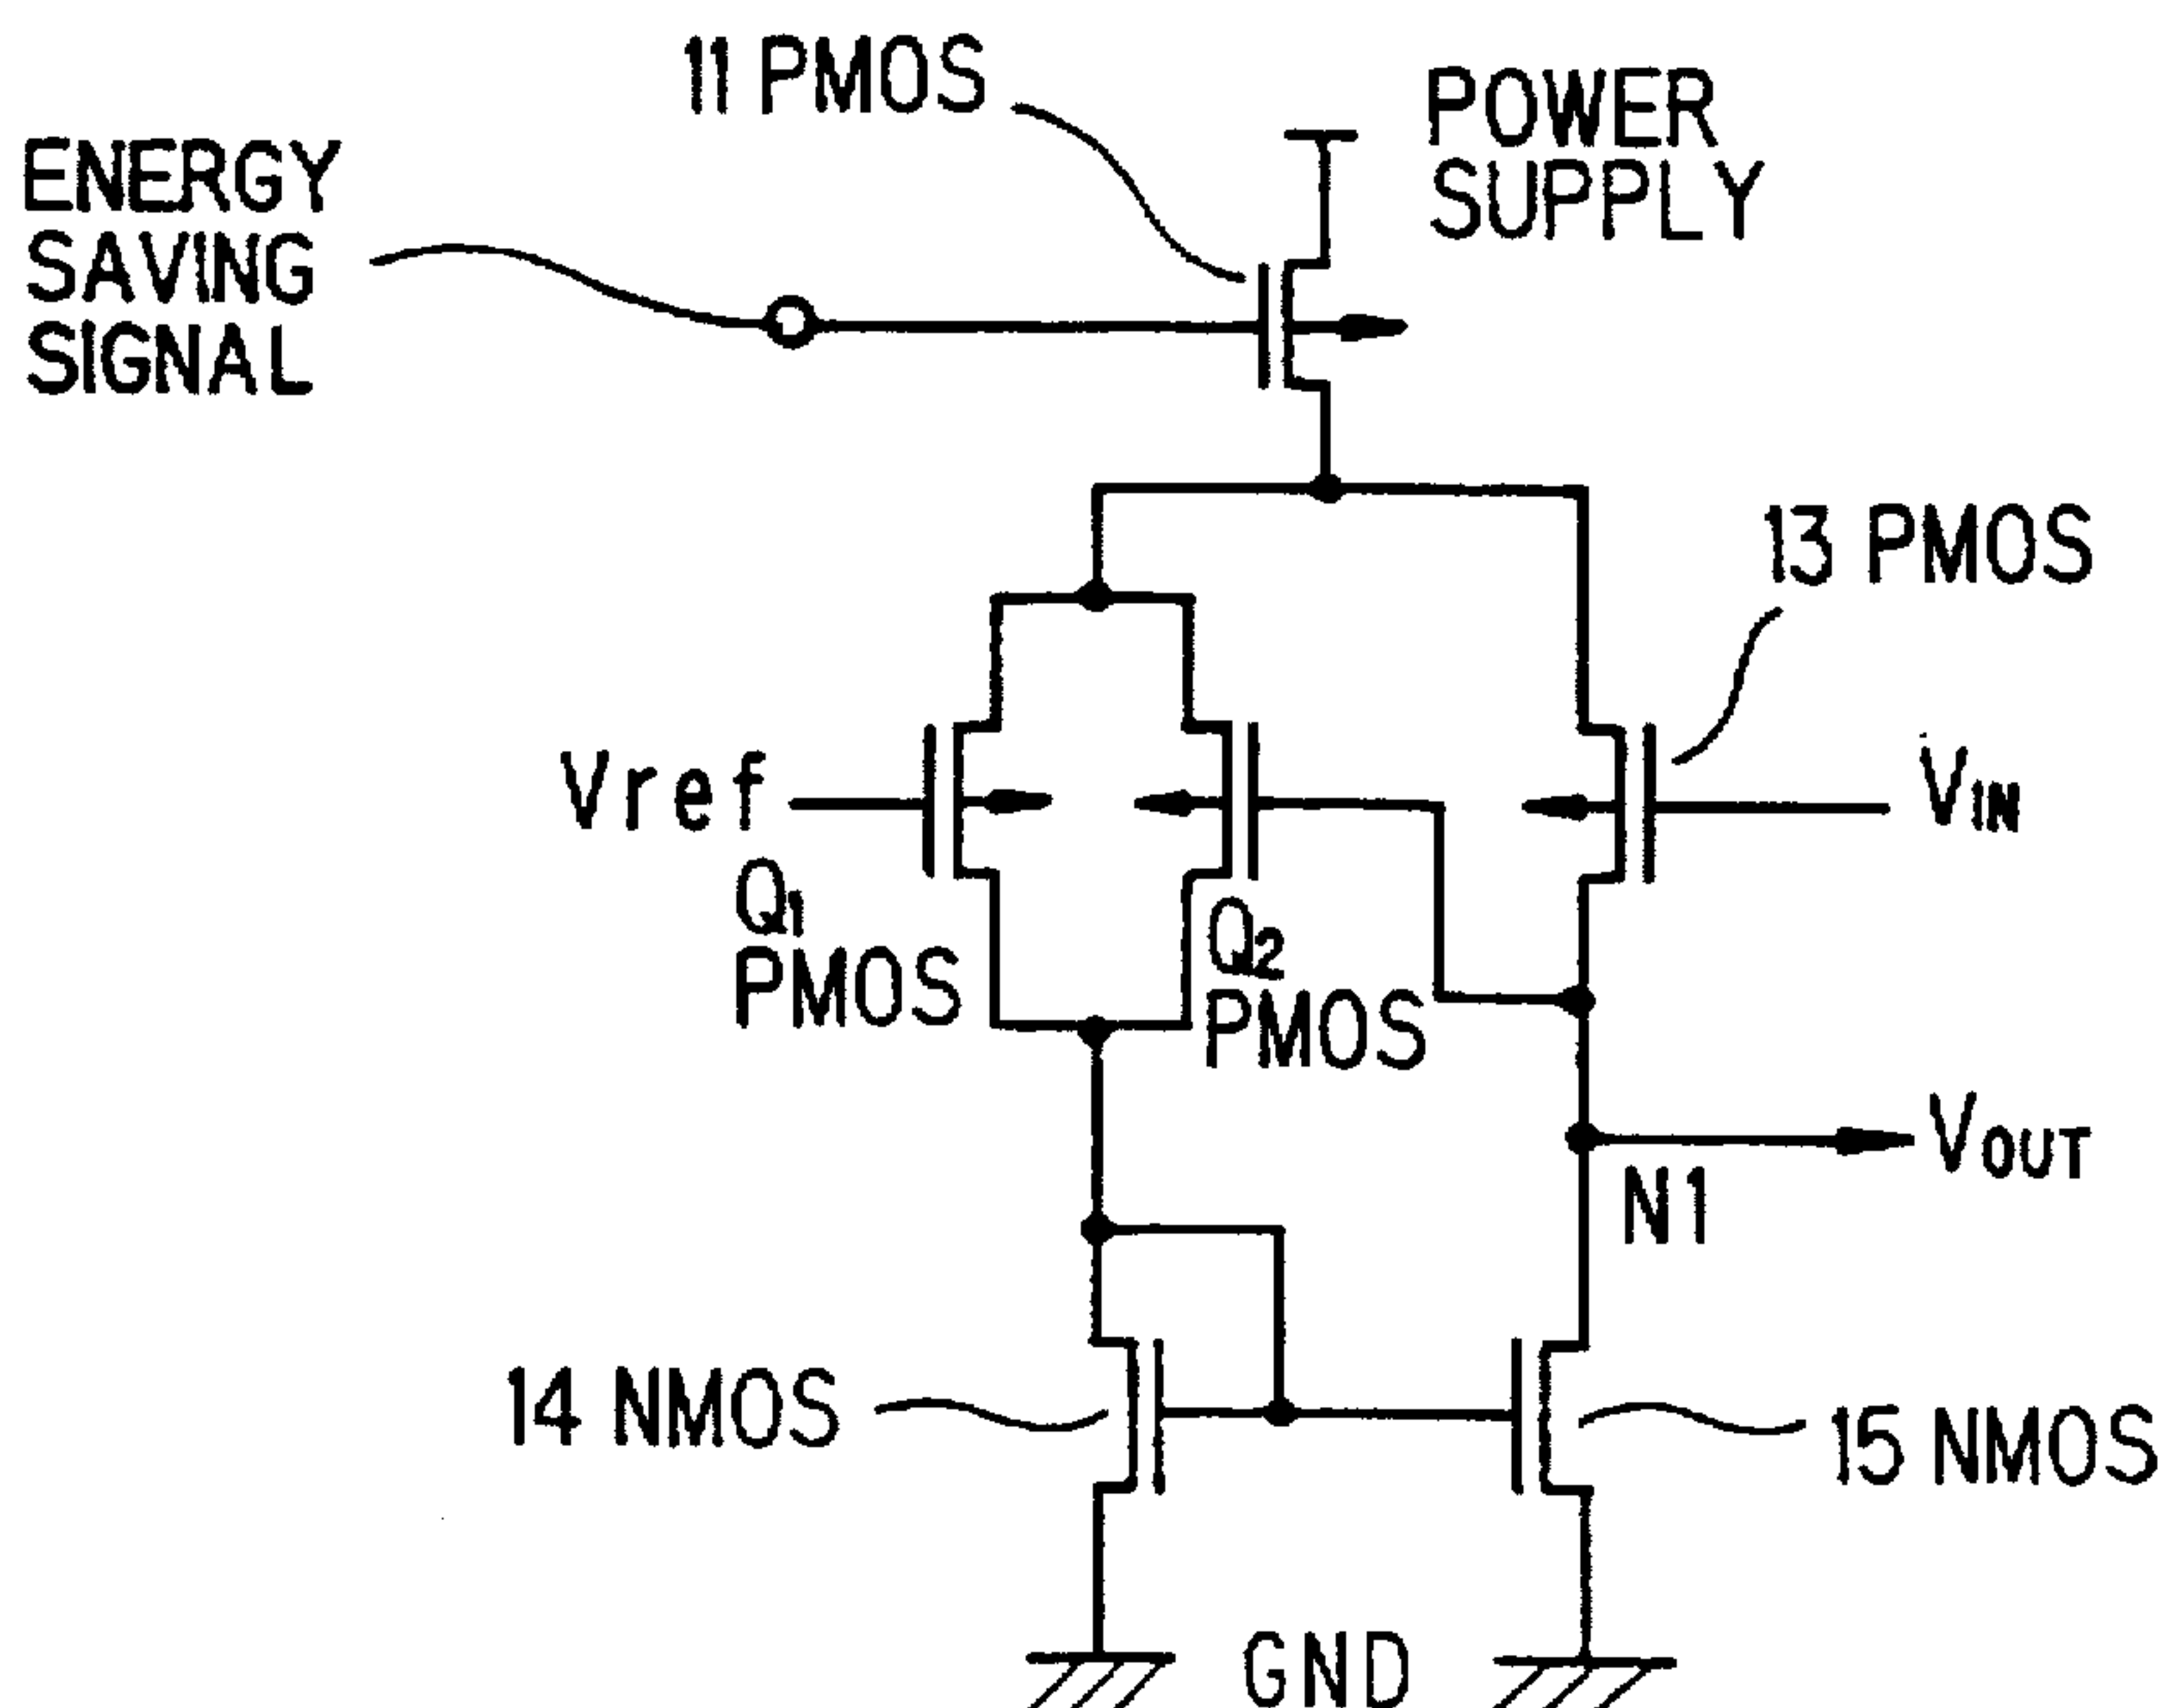 11 PMOS
POWER
SUPPLY
ENERGY
SAVING
SIGNAL
13 PMOS
Vref
VIN
Q1
PMOS
Q2
PMOS
VOUT
N1
14 NMOS
15 NMOS
GND